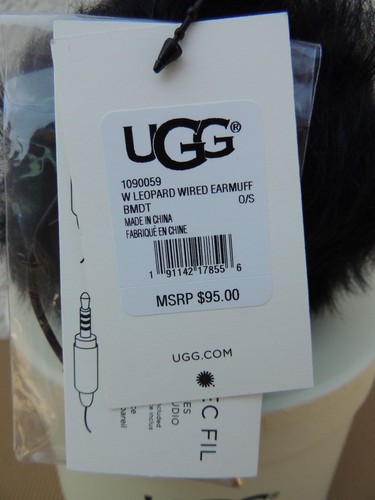 UGG®
1090059
W LEOPARD WIRED EARMUFF
BMDT O/S
MADE IN CHINA
FABRIQUÉ EN CHINE
1 91142 17855 6
MSRP $95.00
UGG.COM
EC FIL
UDIO